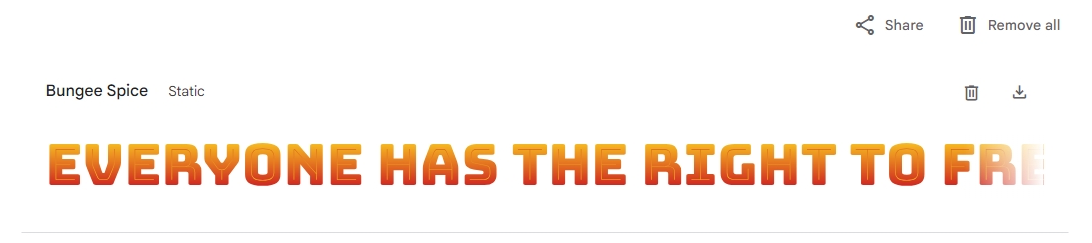 Share Remove all
Bungee Spice Static
EVERYONE HAS THE RIGHT TO FRE